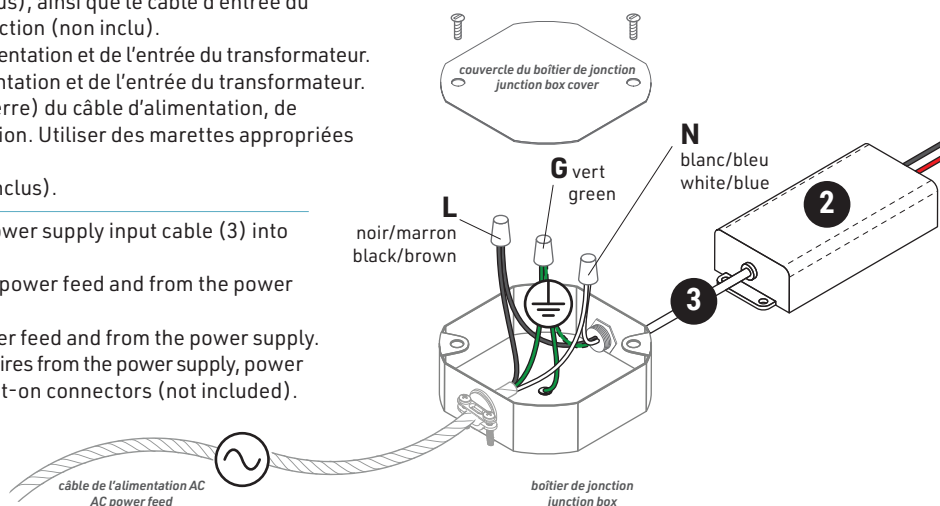 us), ainsi que le câble d'entrée du
ction (non inclu).
entation et de l'entrée du transformateur.
ntation et de l'entrée du transformateur.
erre) du câble d'alimentation, de
ion. Utiliser des marettes appropriées
nclus).
ower supply input cable (3) into
power feed and from the power
er feed and from the power supply.
ires from the power supply, power
t-on connectors (not included).
couvercle du boîtier de jonction
junction box cover
N
blanc/bleu
white/blue
G vert
green
L
noir/marron
black/brown
2
3
câble de l'alimentation AC
AC power feed
boîtier de jonction
junction box